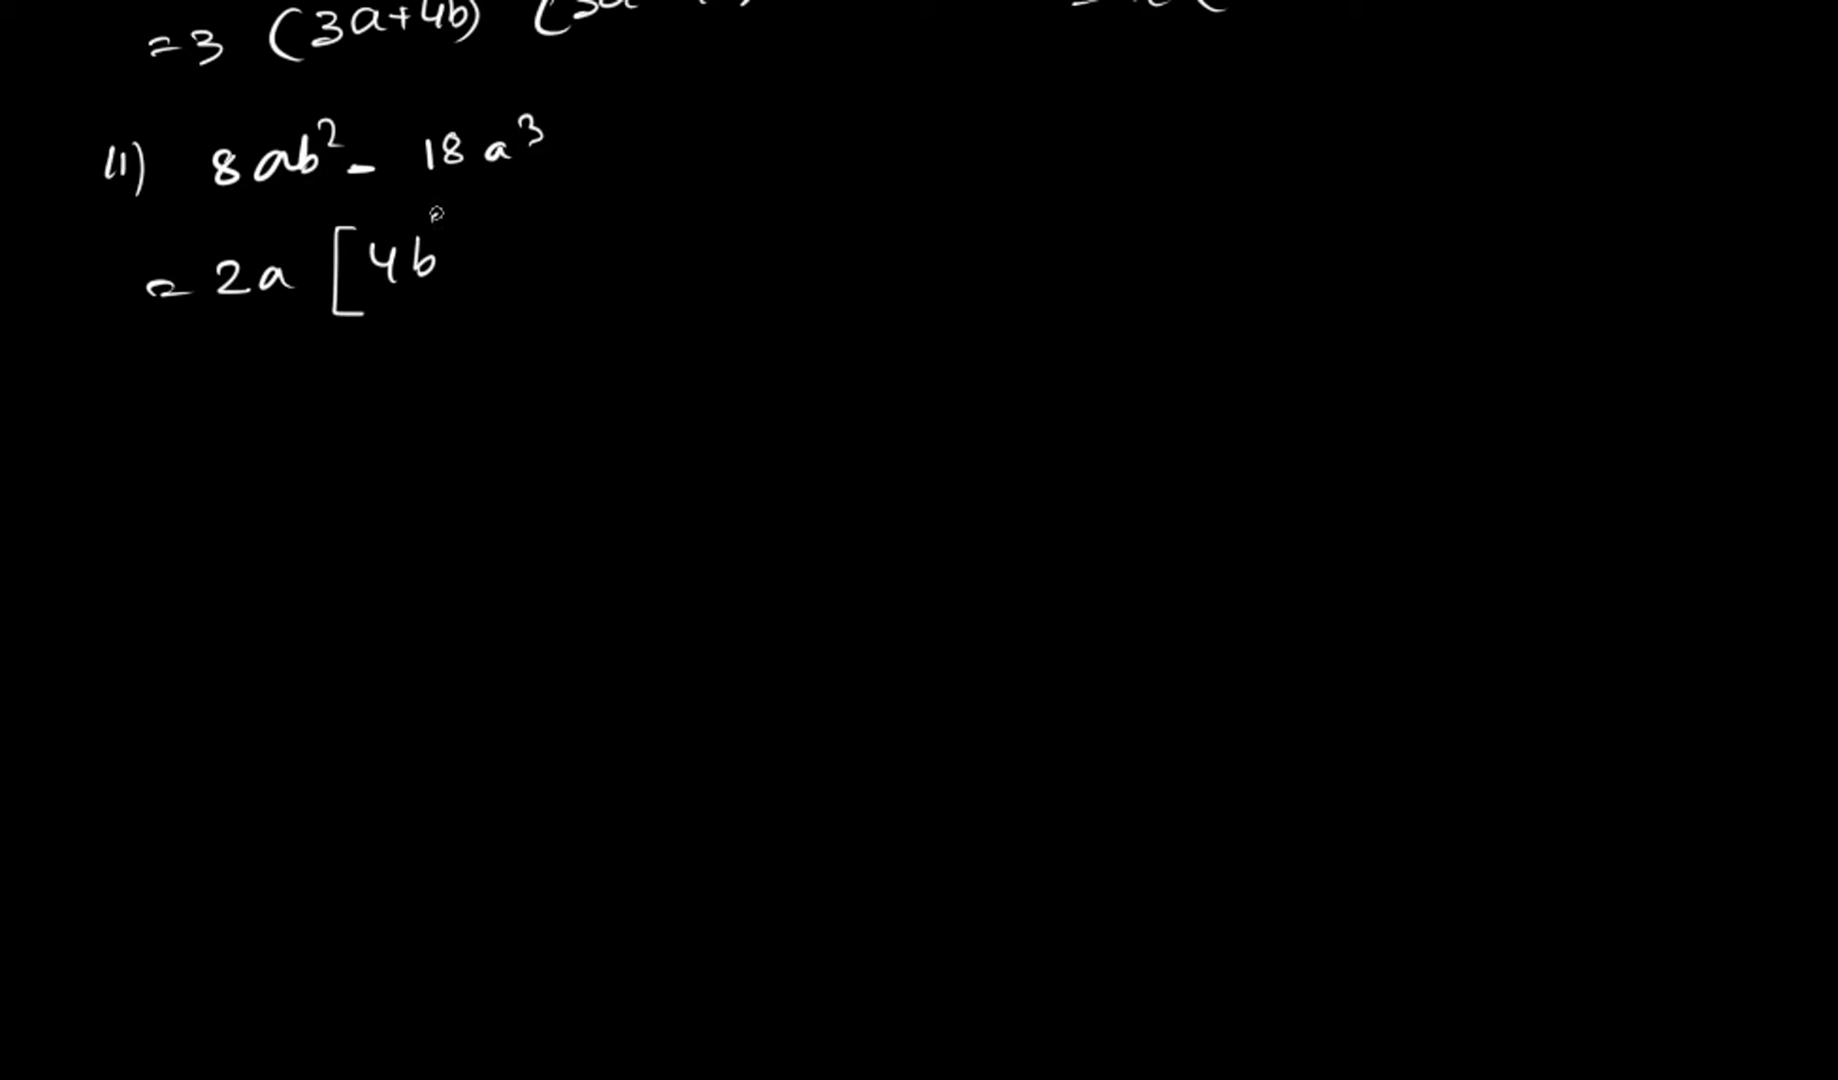 =3 (3a+4b)
11) 8ab² - 18a³
= 2a [4b